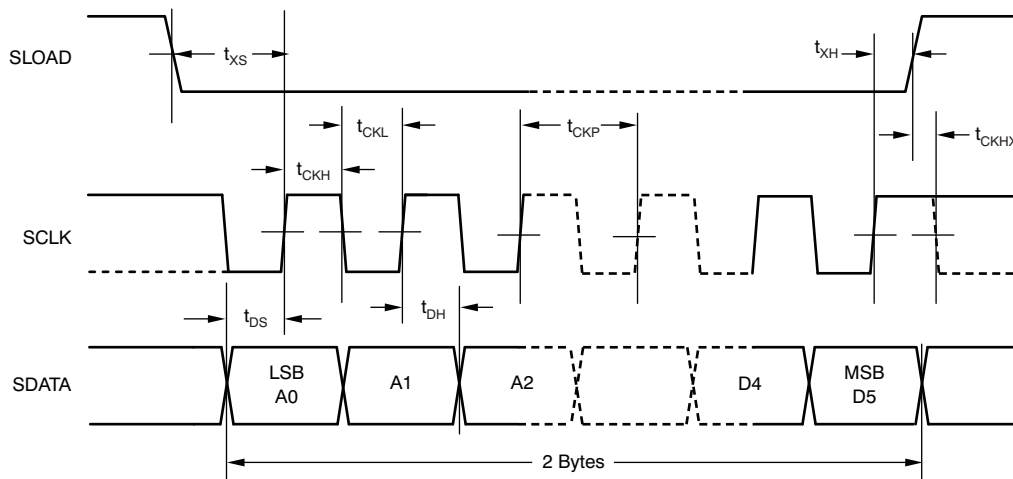 SLOAD
tXS
tXH
tCKL
tCKP
tCKHX
tCKH
SCLK
tDS
tDH
SDATA
LSB
A0
A1
A2
D4
MSB
D5
2 Bytes